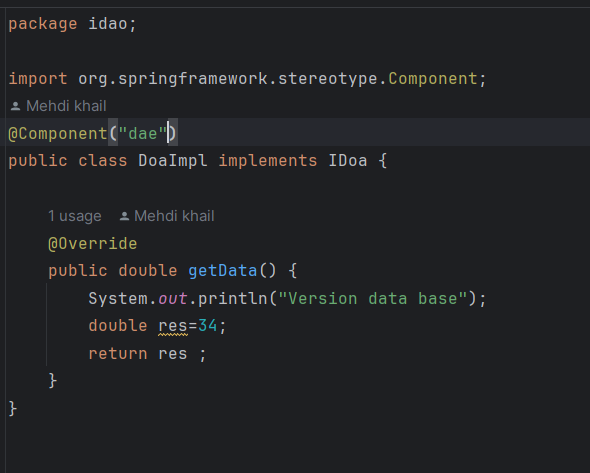 package idao;
import org.springframework.stereotype.Component;
Mehdi khail
@Component("dae")
public class DoaImpl implements IDoa {
1 usage Mehdi khail
@Override
public double getData() {
System.out.println("Version data base");
double res=34;
return res ;
}
}